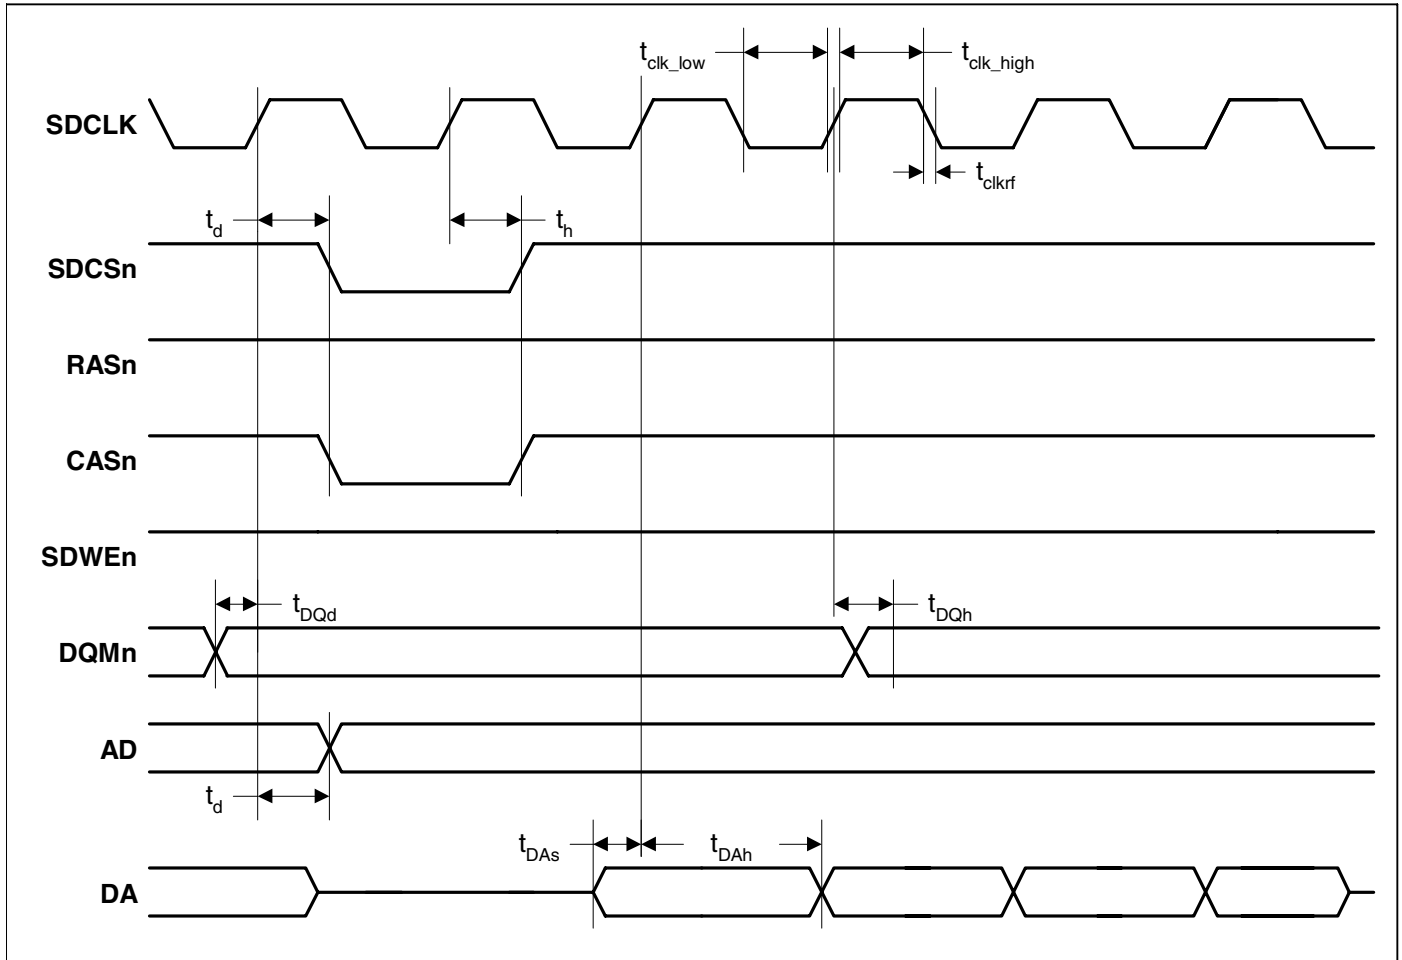 t_clk_low t_clk_high
SDCLK
t_clkrf
t_d t_h
SDCSn
RASn
CASn
SDWEn
t_DQd t_DQh
DQMn
AD
t_d
t_DAs t_DAh
DA